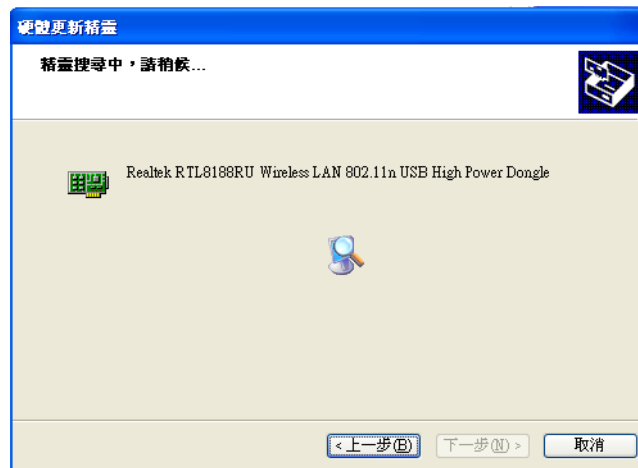 硬體更新精靈
精靈搜尋中，請稍候...
Realtek RTL8188RU Wireless LAN 802.11n USB High Power Dongle
<上一步(B)
下一步(N)>
取消